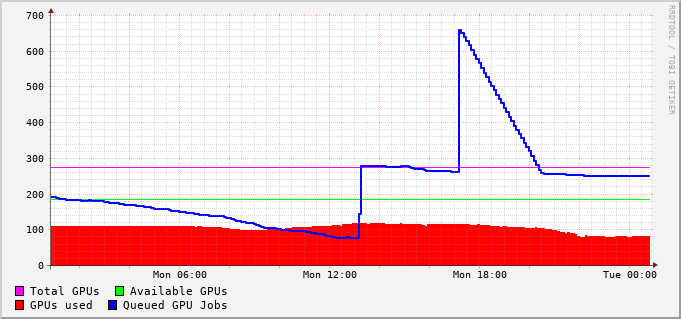 700
600
500
400
300
200
100
0
Mon 06:00 Mon 12:00 Mon 18:00 Tue 00:00
Total GPUs Available GPUs
GPUs used Queued GPU Jobs
RRDTOOL / TOBI OETIKER